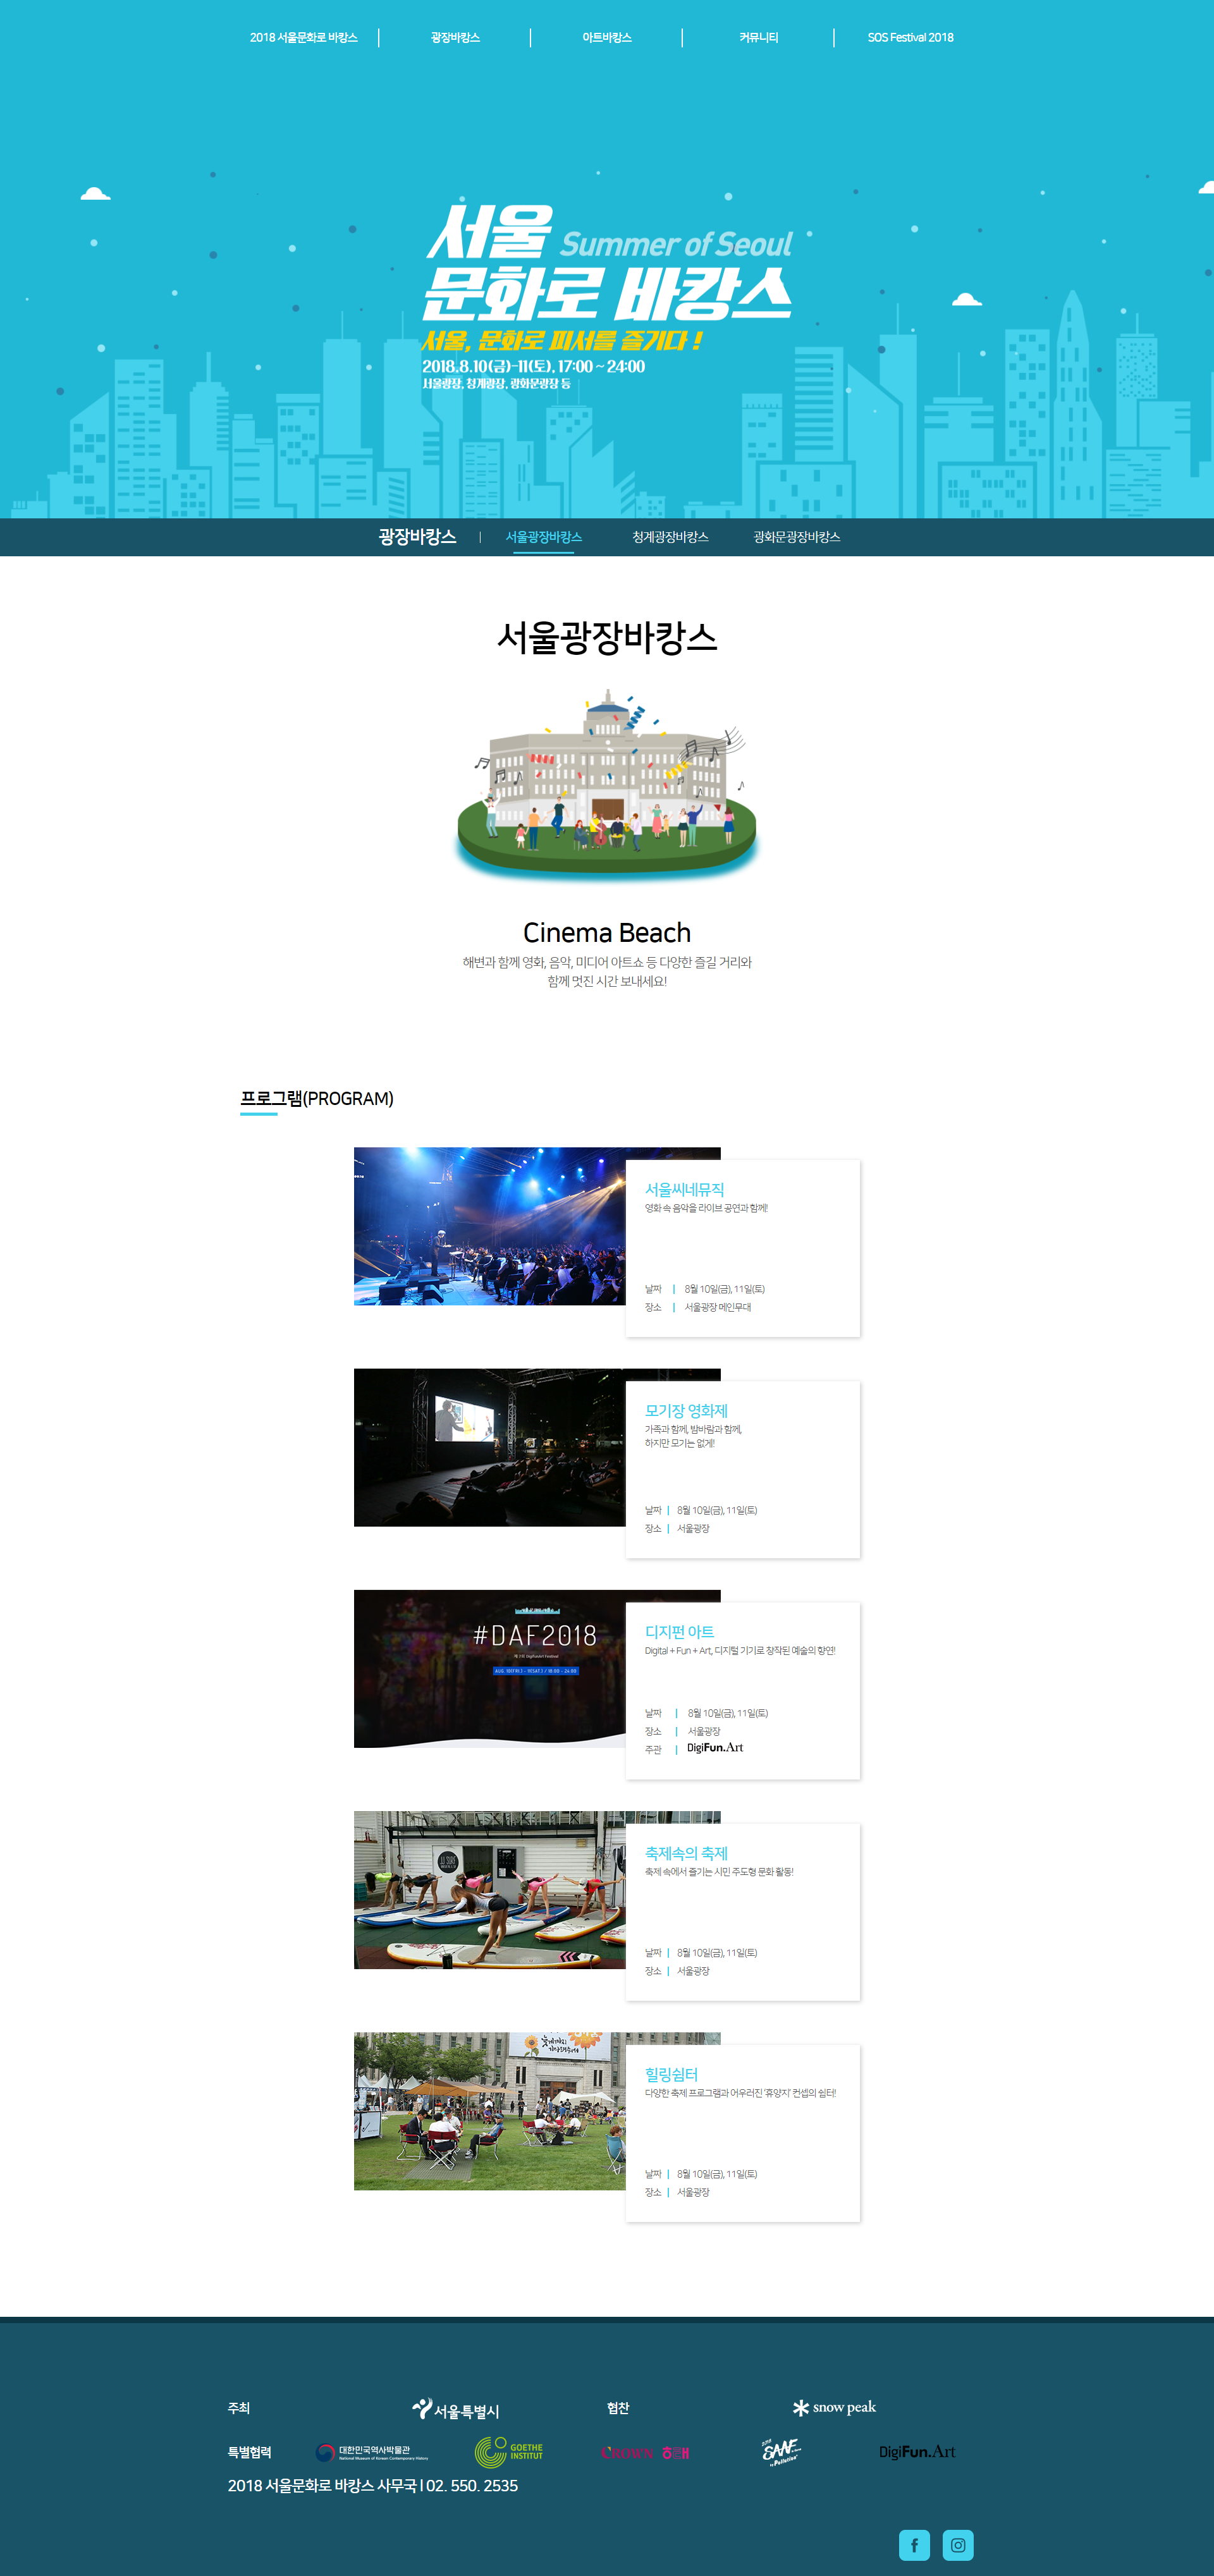 2018 서울문화로 바캉스
광장바캉스
아트바캉스
커뮤니티
SOS Festival 2018
서울 Summer of Seoul
문화로 바캉스
서울, 문화로 피서를 즐기다 !
2018.8.10(금)-11(토), 17:00 ~ 24:00
서울광장, 청계광장, 광화문광장 등
광장바캉스 | 서울광장바캉스 청계광장바캉스 광화문광장바캉스
서울광장바캉스
Cinema Beach
해변과 함께 영화, 음악, 미디어 아트쇼 등 다양한 즐길 거리와
함께 멋진 시간 보내세요!
프로그램(PROGRAM)
서울씨네뮤직
영화 속 음악을 라이브 공연과 함께!
날짜 | 8월 10일(금), 11일(토)
장소 | 서울광장 메인무대
모기장 영화제
가족과 함께, 밤바람과 함께,
하지만 모기는 없게!
날짜 | 8월 10일(금), 11일(토)
장소 | 서울광장
#DAF2018
제 2회 DigiFunArt Festival
AUG. 10(FRI.) - 11(SAT.) / 18:00 - 24:00
디지펀 아트
Digital + Fun + Art, 디지털 기기로 창작된 예술의 향연!
날짜 | 8월 10일(금), 11일(토)
장소 | 서울광장
주관 | DigiFun.Art
축제속의 축제
축제 속에서 즐기는 시민 주도형 문화 활동!
날짜 | 8월 10일(금), 11일(토)
장소 | 서울광장
힐링쉼터
다양한 축제 프로그램과 어우러진 '휴양지' 컨셉의 쉼터!
날짜 | 8월 10일(금), 11일(토)
장소 | 서울광장
주최 서울특별시 협찬 snow peak
특별협력 대한민국역사박물관
National Museum of Korean Contemporary History
GOETHE
INSTITUT
CROWN 해태
2018
SAAF
DigiFun.Art
2018 서울문화로 바캉스 사무국 | 02. 550. 2535